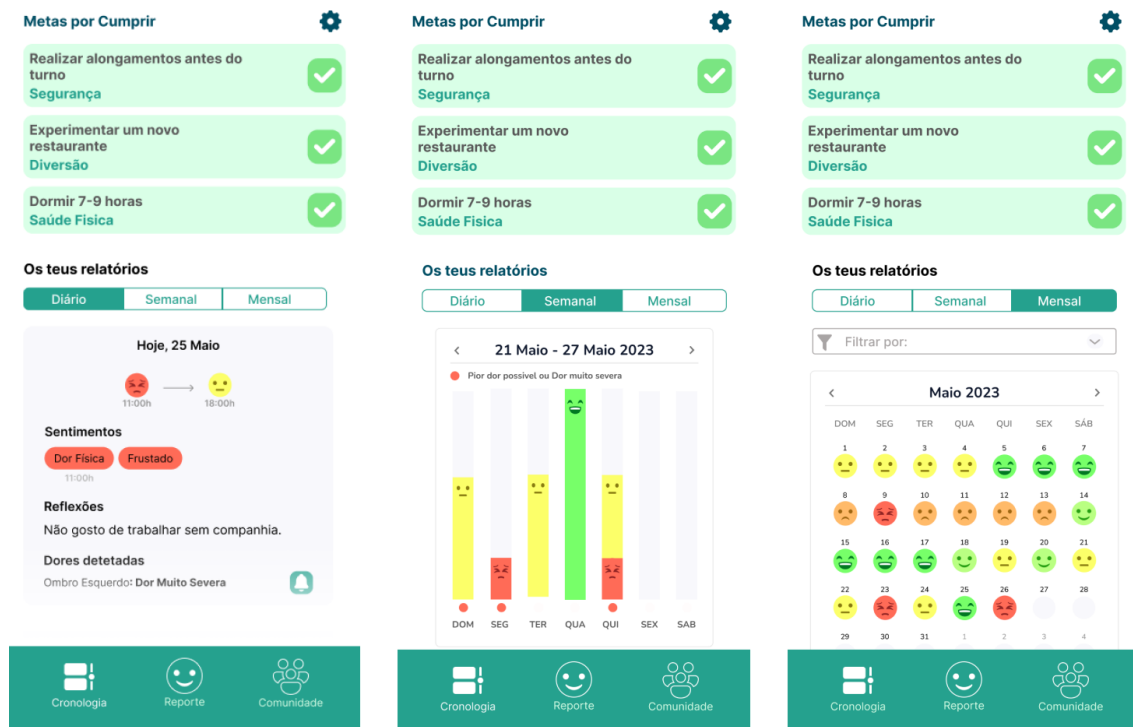 Metas por Cumprir
Realizar alongamentos antes do
turno
Segurança
Experimentar um novo
restaurante
Diversão
Dormir 7-9 horas
Saúde Fisica
Os teus relatórios
Diário Semanal Mensal
Hoje, 25 Maio
11:00h 18:00h
Sentimentos
Dor Física Frustado
11:00h
Reflexões
Não gosto de trabalhar sem companhia.
Dores detetadas
Ombro Esquerdo: Dor Muito Severa
Cronologia Reporte Comunidade
Metas por Cumprir
Realizar alongamentos antes do
turno
Segurança
Experimentar um novo
restaurante
Diversão
Dormir 7-9 horas
Saúde Fisica
Os teus relatórios
Diário Semanal Mensal
< 21 Maio - 27 Maio 2023 >
Pior dor possivel ou Dor muito severa
DOM SEG TER QUA QUI SEX SAB
Cronologia Reporte Comunidade
Metas por Cumprir
Realizar alongamentos antes do
turno
Segurança
Experimentar um novo
restaurante
Diversão
Dormir 7-9 horas
Saúde Fisica
Os teus relatórios
Diário Semanal Mensal
Filtrar por:
< Maio 2023 >
DOM SEG TER QUA QUI SEX SÁB
1 2 3 4 5 6 7
8 9 10 11 12 13 14
15 16 17 18 19 20 21
22 23 24 25 26 27 28
29 30 31 1 2 3 4
Cronologia Reporte Comunidade